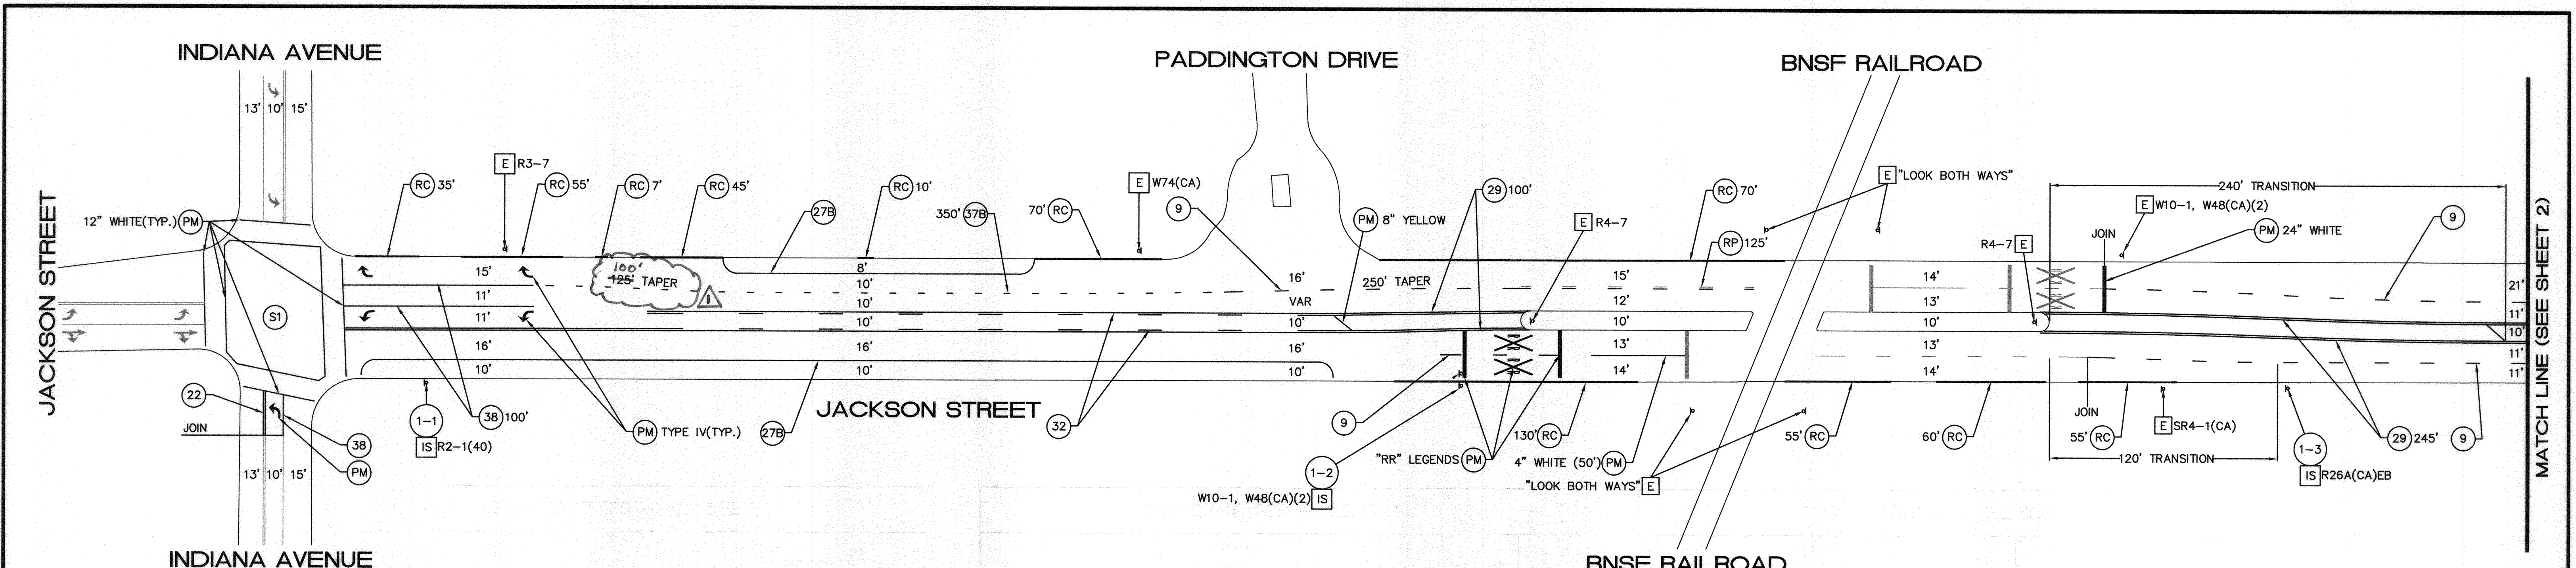 INDIANA AVENUE
PADDINGTON DRIVE
BNSF RAILROAD
13' 10' 15'
E R3-7
E W74(CA)
E "LOOK BOTH WAYS"
240' TRANSITION
RC 35'
RC 55'
RC 7'
RC 45'
RC 10'
27B
350' 37B
70' RC
9
29 100'
RC 70'
E W10-1, W48(CA)(2)
9
12" WHITE(TYP.) PM
PM 8" YELLOW
E R4-7
RP 125'
R4-7 E
JOIN
PM 24" WHITE
JACKSON STREET
MATCH LINE (SEE SHEET 2)
15'
100'
125' TAPER
1
8'
10'
10'
16'
VAR
250' TAPER
15'
12'
14'
13'
21'
11'
11'
11'
10'
10'
10'
10'
10'
10'
S1
16'
16'
16'
13'
13'
11'
10'
10'
10'
14'
14'
11'
22
JOIN
38
PM
13' 10' 15'
1-1
IS R2-1(40)
38 100'
PM TYPE IV(TYP.)
27B
JACKSON STREET
32
9
"RR" LEGENDS PM
130' RC
4" WHITE (50') PM
1-2
W10-1, W48(CA)(2) IS
"LOOK BOTH WAYS" E
55' RC
60' RC
JOIN
55' RC
E SR4-1(CA)
120' TRANSITION
1-3
IS R26A(CA)EB
29 245'
9
INDIANA AVENUE
BNSF RAILROAD